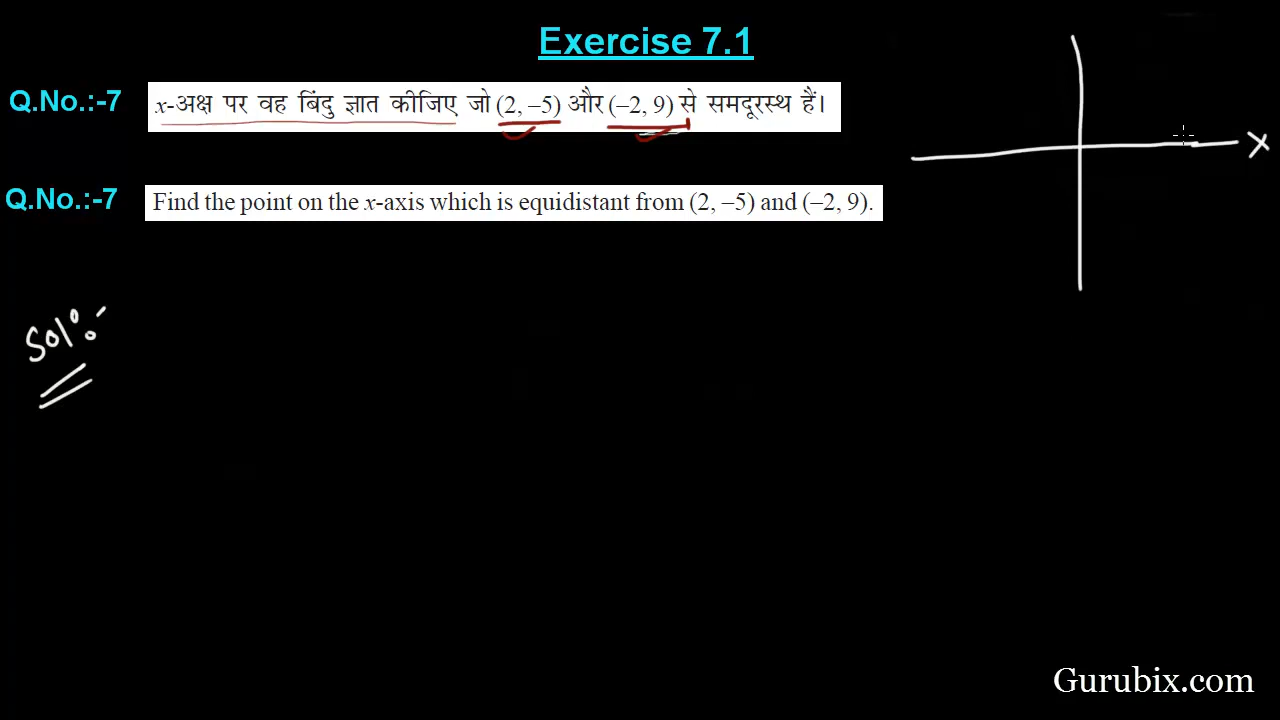 Exercise 7.1
Q.No.:-7 x-अक्ष पर वह बिंदु ज्ञात कीजिए जो (2, –5) और (–2, 9) से समदूरस्थ हैं।
X
Q.No.:-7 Find the point on the x-axis which is equidistant from (2, –5) and (–2, 9).
Sol:
Gurubix.com